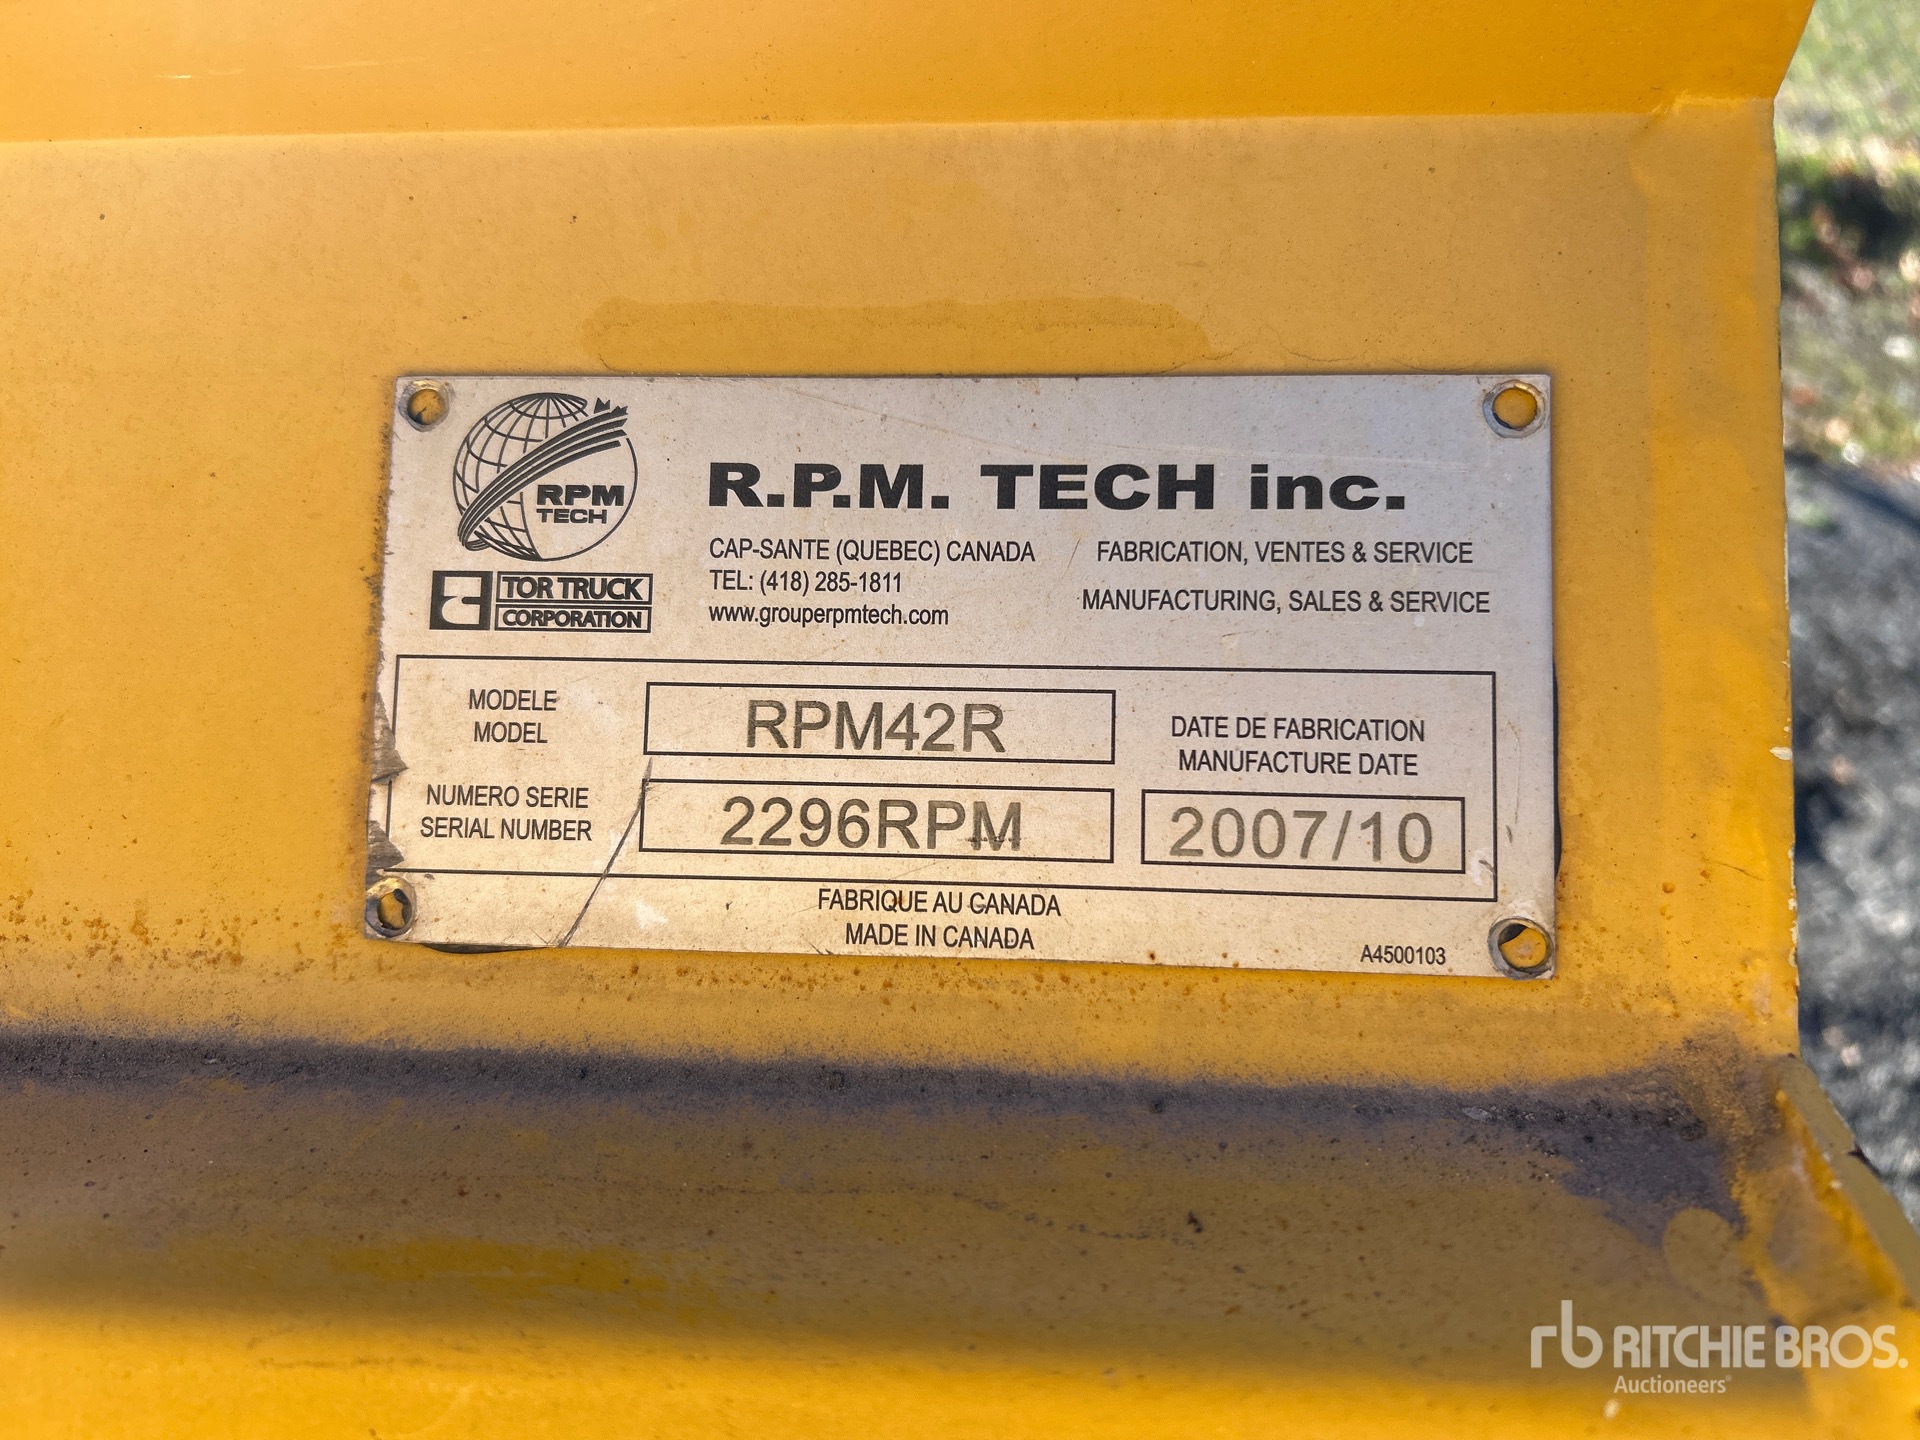 RPM
TECH
TOR TRUCK
CORPORATION
R.P.M. TECH inc.
CAP-SANTE (QUEBEC) CANADA
TEL: (418) 285-1811
www.grouperpmtech.com
FABRICATION, VENTES & SERVICE
MANUFACTURING, SALES & SERVICE
MODELE
MODEL
RPM42R
NUMERO SERIE
SERIAL NUMBER
2296RPM
DATE DE FABRICATION
MANUFACTURE DATE
2007/10
FABRIQUE AU CANADA
MADE IN CANADA
A4500103
rb RITCHIE BROS.
Auctioneers